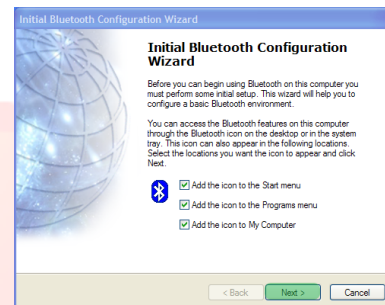 Initial Bluetooth Configuration Wizard
Initial Bluetooth Configuration
Wizard
Before you can begin using Bluetooth on this computer you
must perform some initial setup. This wizard will help you to
configure a basic Bluetooth environment.
You can access the Bluetooth features on this computer
through the Bluetooth icon on the desktop or in the system
tray. This icon can also appear in the following locations.
Select the locations you want the icon to appear and click
Next.
Add the icon to the Start menu
Add the icon to the Programs menu
Add the icon to My Computer
< Back Next > Cancel